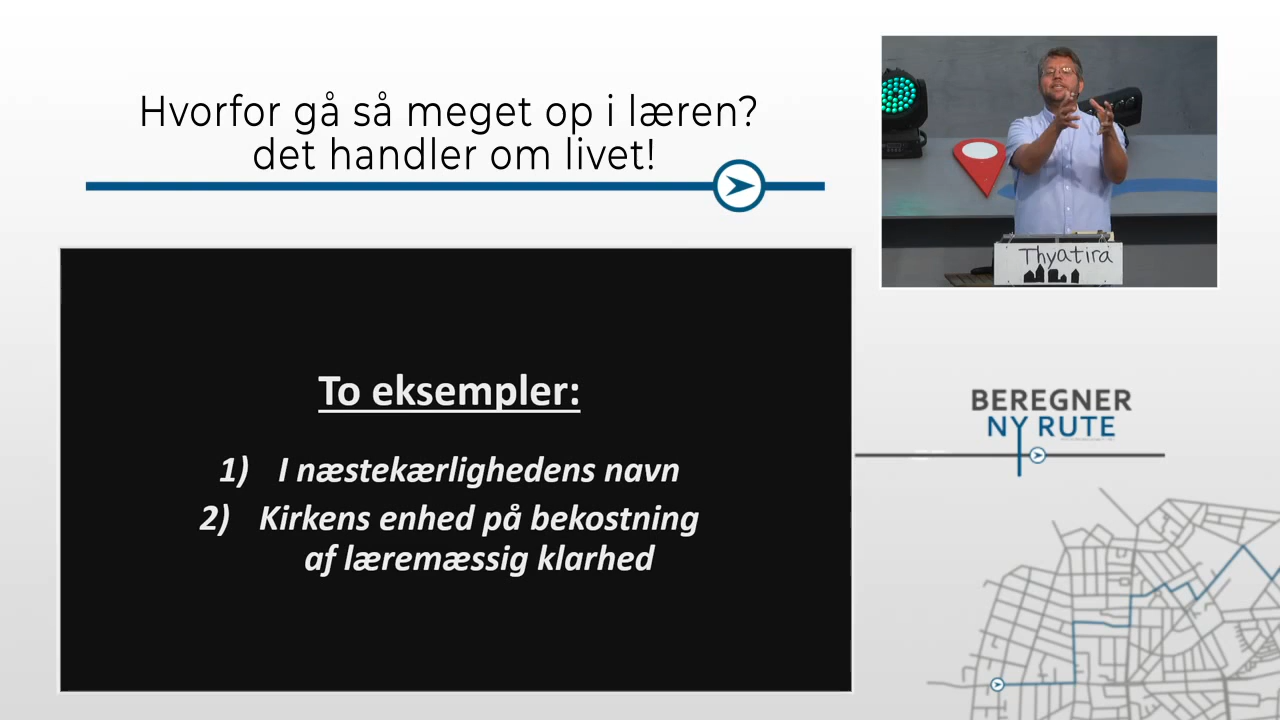 Hvorfor gå så meget op i læren?
det handler om livet!
Thyatira
To eksempler:
1) I næstekærlighedens navn
2) Kirkens enhed på bekostning
af læremæssig klarhed
BEREGNER
NY RUTE